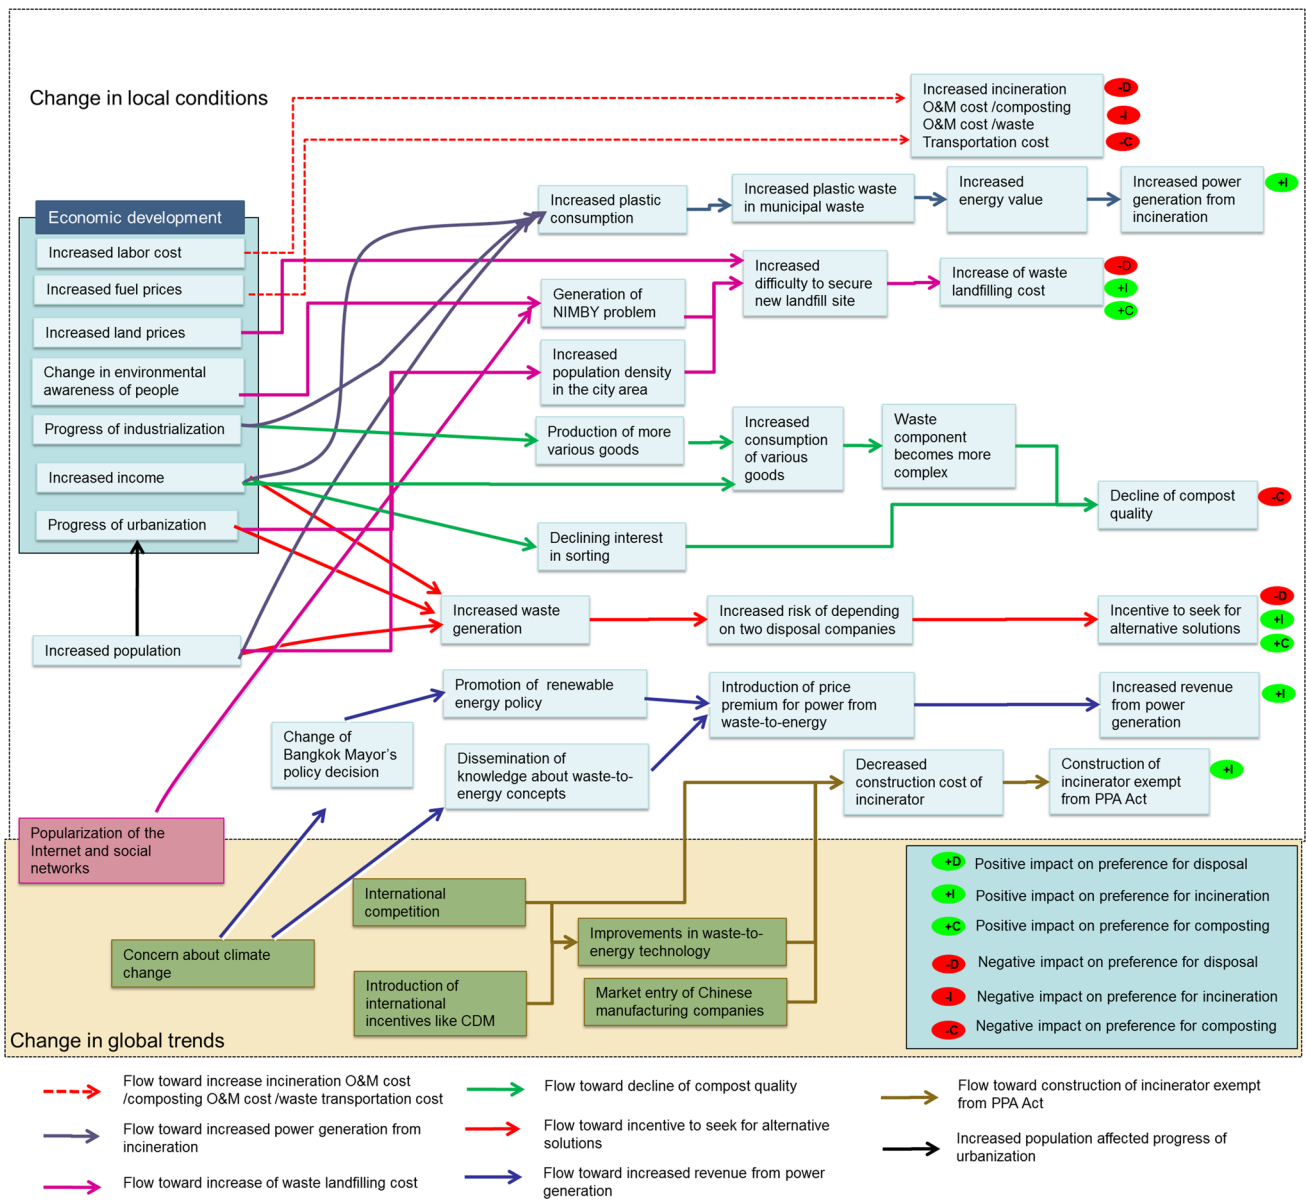 Change in local conditions
Increased incineration
O&M cost /composting
O&M cost /waste
Transportation cost
-D
-I
-C
Economic development
Increased labor cost
Increased fuel prices
Increased land prices
Change in environmental
awareness of people
Progress of industrialization
Increased income
Progress of urbanization
Increased population
Increased plastic
consumption
Increased plastic waste
in municipal waste
Increased
energy value
Increased power
generation from
incineration
+I
Generation of
NIMBY problem
Increased
population density
in the city area
Increased
difficulty to secure
new landfill site
Increase of waste
landfilling cost
-D
+I
+C
Production of more
various goods
Increased
consumption
of various
goods
Waste
component
becomes more
complex
Declining interest
in sorting
Decline of compost
quality
-C
Increased waste
generation
Increased risk of depending
on two disposal companies
Incentive to seek for
alternative solutions
-D
+I
+C
Promotion of renewable
energy policy
Introduction of price
premium for power from
waste-to-energy
Increased revenue
from power
generation
+I
Change of
Bangkok Mayor's
policy decision
Dissemination of
knowledge about waste-to-
energy concepts
Decreased
construction cost of
incinerator
Construction of
incinerator exempt
from PPA Act
+I
Popularization of the
Internet and social
networks
International
competition
Concern about climate
change
Improvements in waste-to-
energy technology
Introduction of
international
incentives like CDM
Market entry of Chinese
manufacturing companies
Change in global trends
+D Positive impact on preference for disposal
+I Positive impact on preference for incineration
+C Positive impact on preference for composting
-D Negative impact on preference for disposal
-I Negative impact on preference for incineration
-C Negative impact on preference for composting
Flow toward increase incineration O&M cost
/composting O&M cost /waste transportation cost
Flow toward increased power generation from
incineration
Flow toward increase of waste landfilling cost
Flow toward decline of compost quality
Flow toward incentive to seek for alternative
solutions
Flow toward increased revenue from power
generation
Flow toward construction of incinerator exempt
from PPA Act
Increased population affected progress of
urbanization